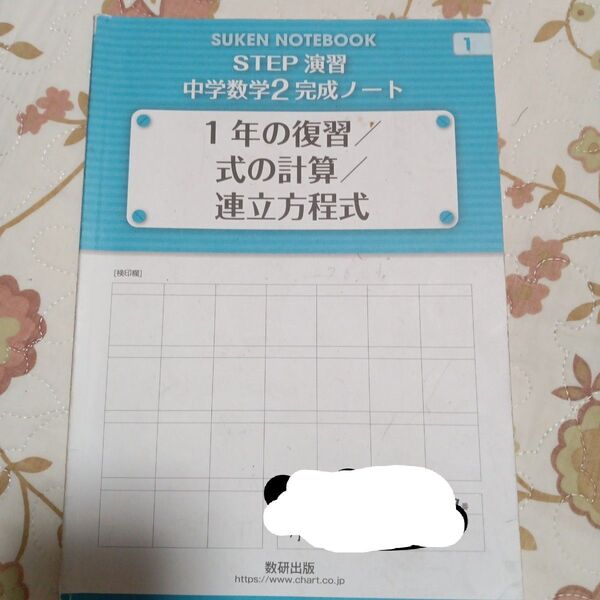 SUKEN NOTEBOOK
1
STEP 演習
中学数学2 完成ノート
1年の復習／
式の計算／
連立方程式
[検印欄]
数研出版
https://www.chart.co.jp